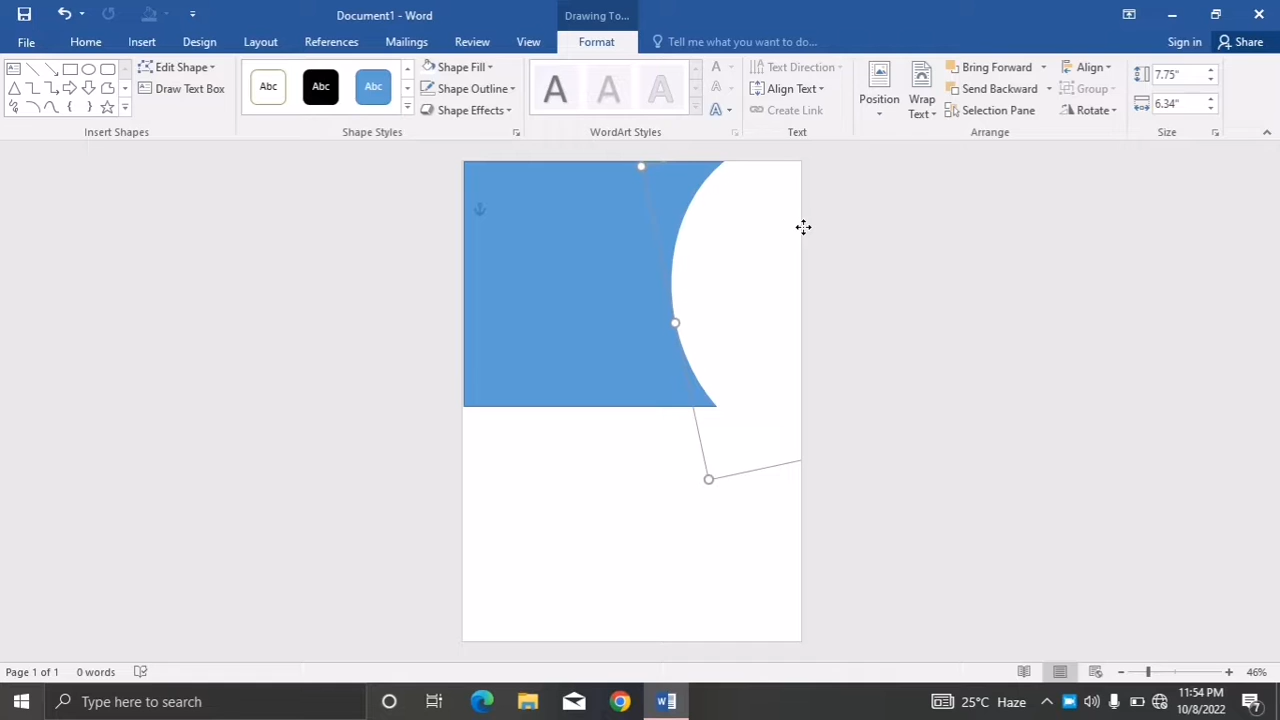 Document1 - Word
Drawing To...
File Home Insert Design Layout References Mailings Review View Format Tell me what you want to do... Sign in Share
Edit Shape
Draw Text Box
Insert Shapes
Abc Abc Abc
Shape Fill
Shape Outline
Shape Effects
Shape Styles
A A A
A
A
A
WordArt Styles
Text Direction
Align Text
Create Link
Text
Position
Wrap
Text
Bring Forward
Send Backward
Selection Pane
Align
Group
Rotate
Arrange
7.75"
6.34"
Size
Page 1 of 1 0 words 46%
Type here to search
25°C Haze
11:54 PM
10/8/2022
7